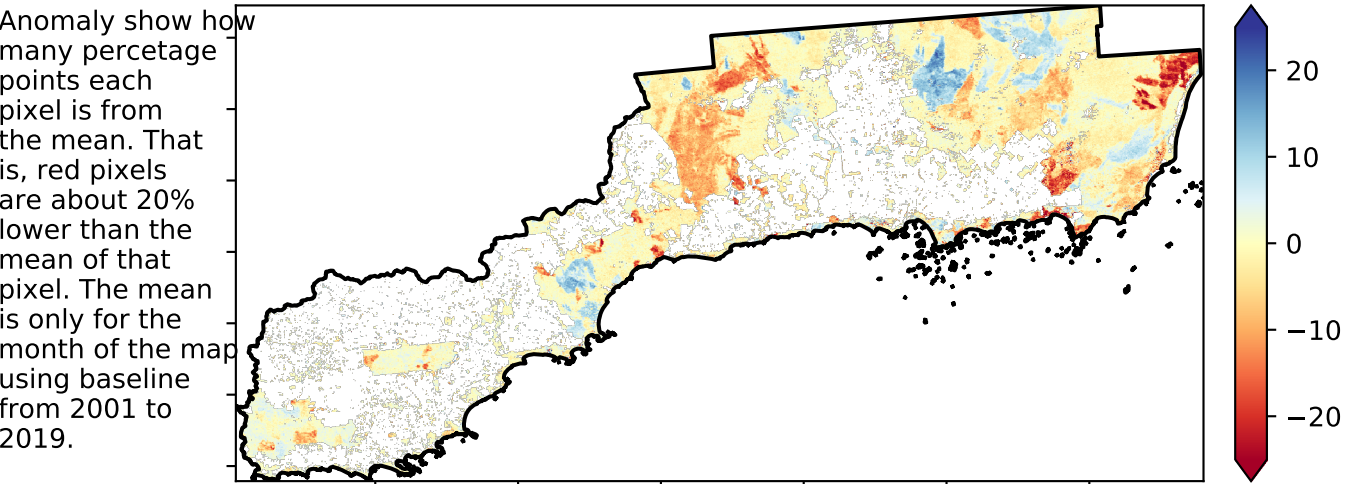 Anomaly show how
many percetage
points each
pixel is from
the mean. That
is, red pixels
are about 20%
lower than the
mean of that
pixel. The mean
is only for the
month of the map
using baseline
from 2001 to
2019.
20
10
0
−10
−20